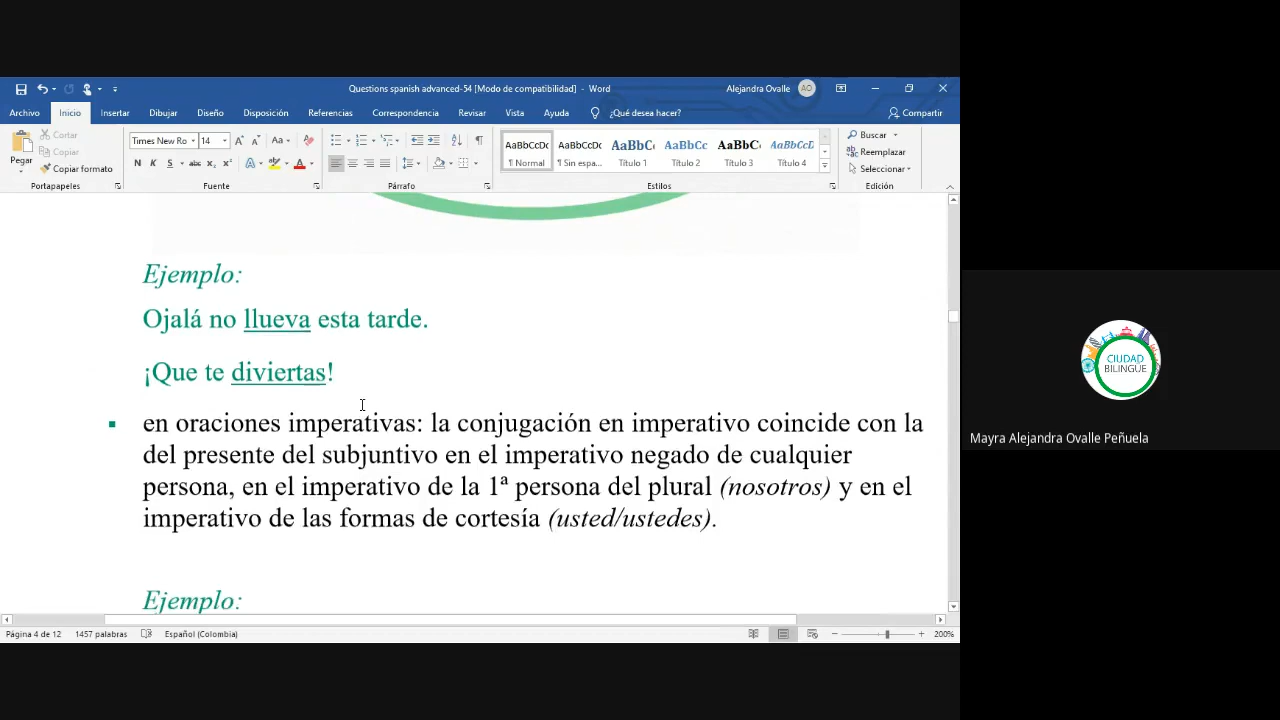 Questions spanish advanced-54 [Modo de compatibilidad] - Word
Alejandra Ovalle
AO
Archivo Inicio Insertar Dibujar Diseño Disposición Referencias Correspondencia Revisar Vista Ayuda ¿Qué desea hacer? Compartir
Pegar
Cortar
Copiar
Copiar formato
Portapapeles
Times New Ro 14
N K S abc x₂ x²
Fuente
Párrafo
AaBbCcDc AaBbCcDc AaBbC AaBbCcD AaBbC AaBbCcD
¶ Normal ¶ Sin espa... Título 1 Título 2 Título 3 Título 4
Estilos
Buscar
Reemplazar
Seleccionar
Edición
Ejemplo:
Ojalá no llueva esta tarde.
¡Que te diviertas!
▪ en oraciones imperativas: la conjugación en imperativo coincide con la
del presente del subjuntivo en el imperativo negado de cualquier
persona, en el imperativo de la 1ª persona del plural (nosotros) y en el
imperativo de las formas de cortesía (usted/ustedes).
Ejemplo:
Página 4 de 12 1457 palabras Español (Colombia) 200%
CIUDAD
BILINGÜE
Mayra Alejandra Ovalle Peñuela